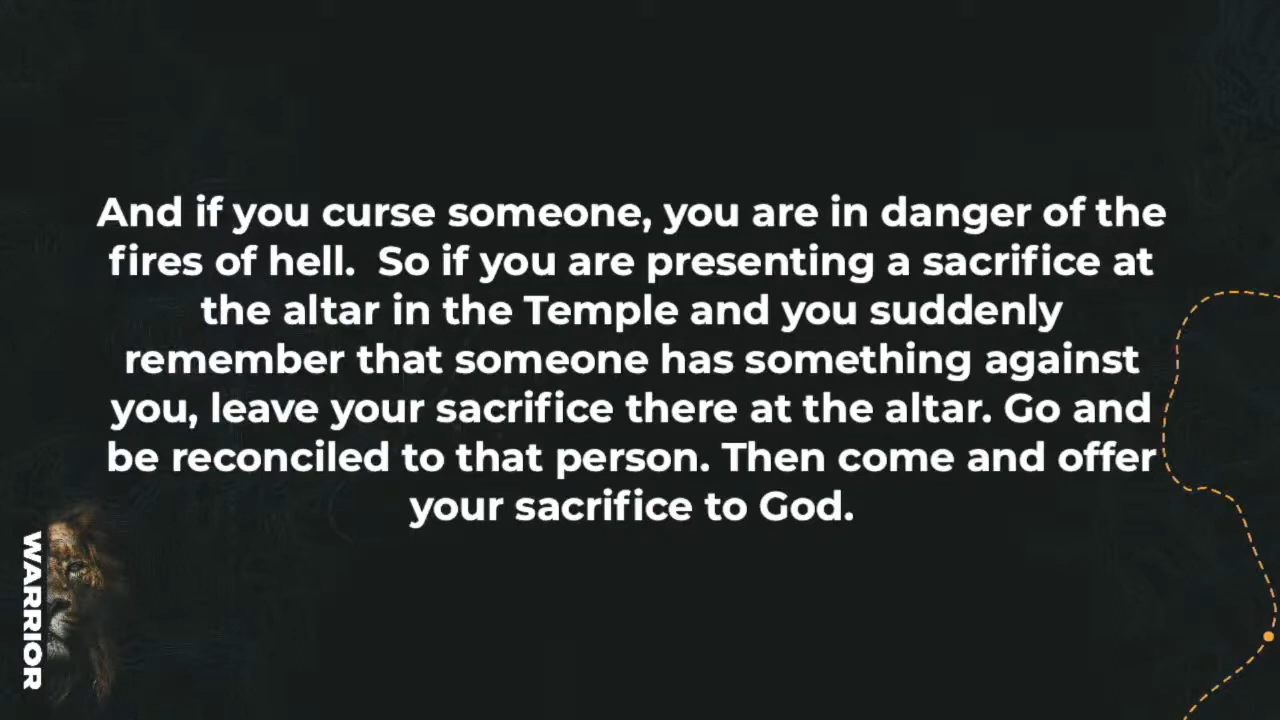 And if you curse someone, you are in danger of the
fires of hell.  So if you are presenting a sacrifice at
the altar in the Temple and you suddenly
remember that someone has something against
you, leave your sacrifice there at the altar. Go and
be reconciled to that person. Then come and offer
your sacrifice to God.
WARRIOR